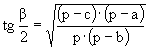 tg β/2 = √((p−c)·(p−a)/(p·(p−b)))